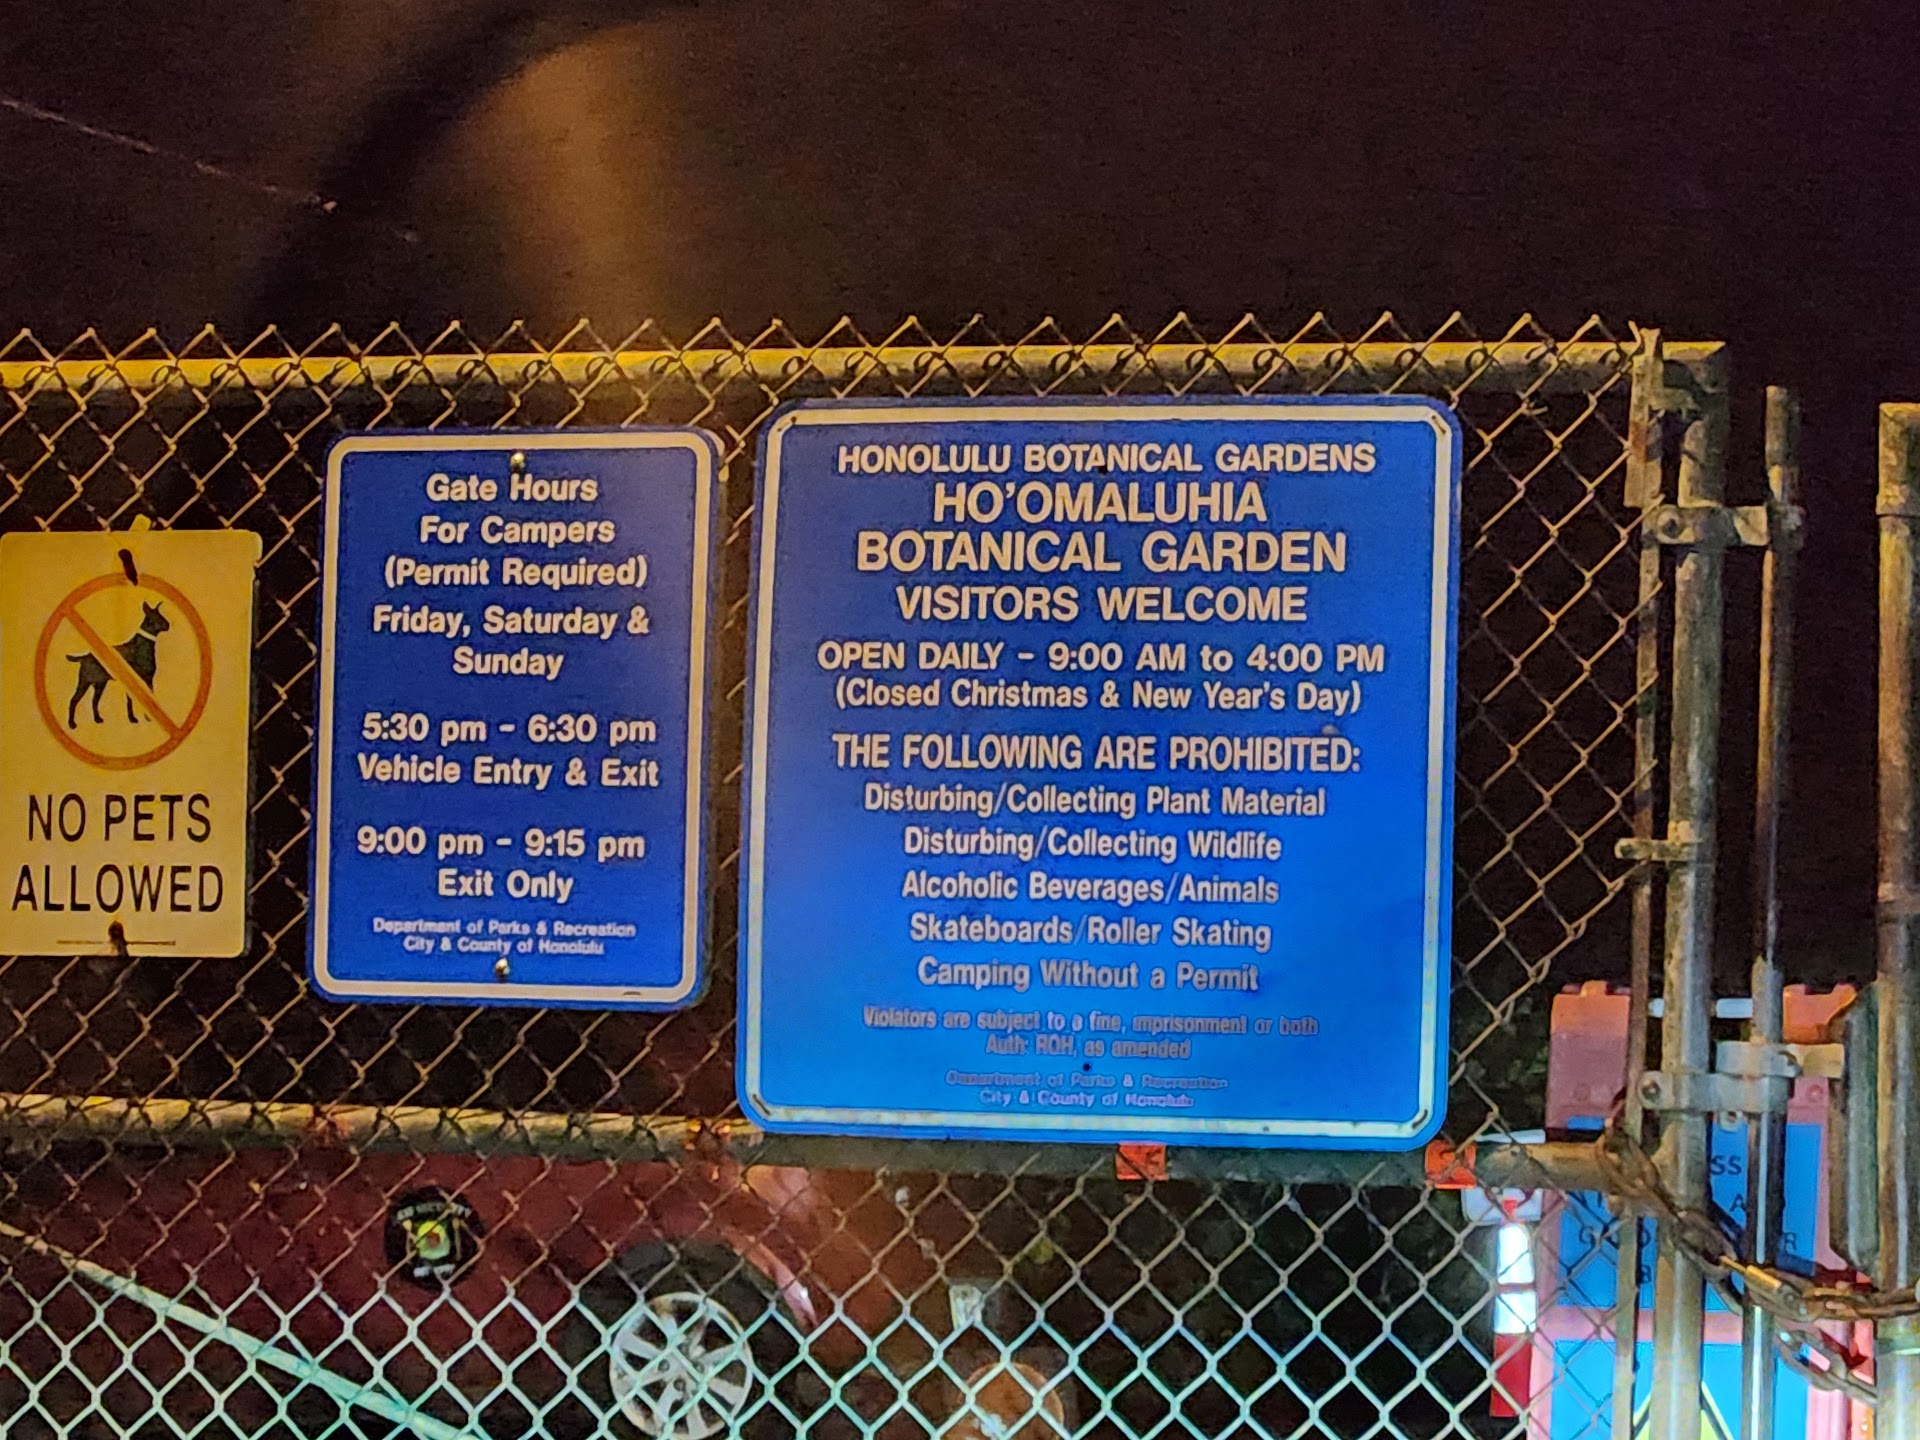 NO PETS
ALLOWED
Gate Hours
For Campers
(Permit Required)
Friday, Saturday &
Sunday
5:30 pm - 6:30 pm
Vehicle Entry & Exit
9:00 pm - 9:15 pm
Exit Only
Department of Parks & Recreation
City & County of Honolulu
HONOLULU BOTANICAL GARDENS
HO'OMALUHIA
BOTANICAL GARDEN
VISITORS WELCOME
OPEN DAILY - 9:00 AM to 4:00 PM
(Closed Christmas & New Year's Day)
THE FOLLOWING ARE PROHIBITED:
Disturbing/Collecting Plant Material
Disturbing/Collecting Wildlife
Alcoholic Beverages/Animals
Skateboards/Roller Skating
Camping Without a Permit
Violators are subject to a fine, imprisonment or both
Auth: ROH, as amended
Department of Parks & Recreation
City & County of Honolulu